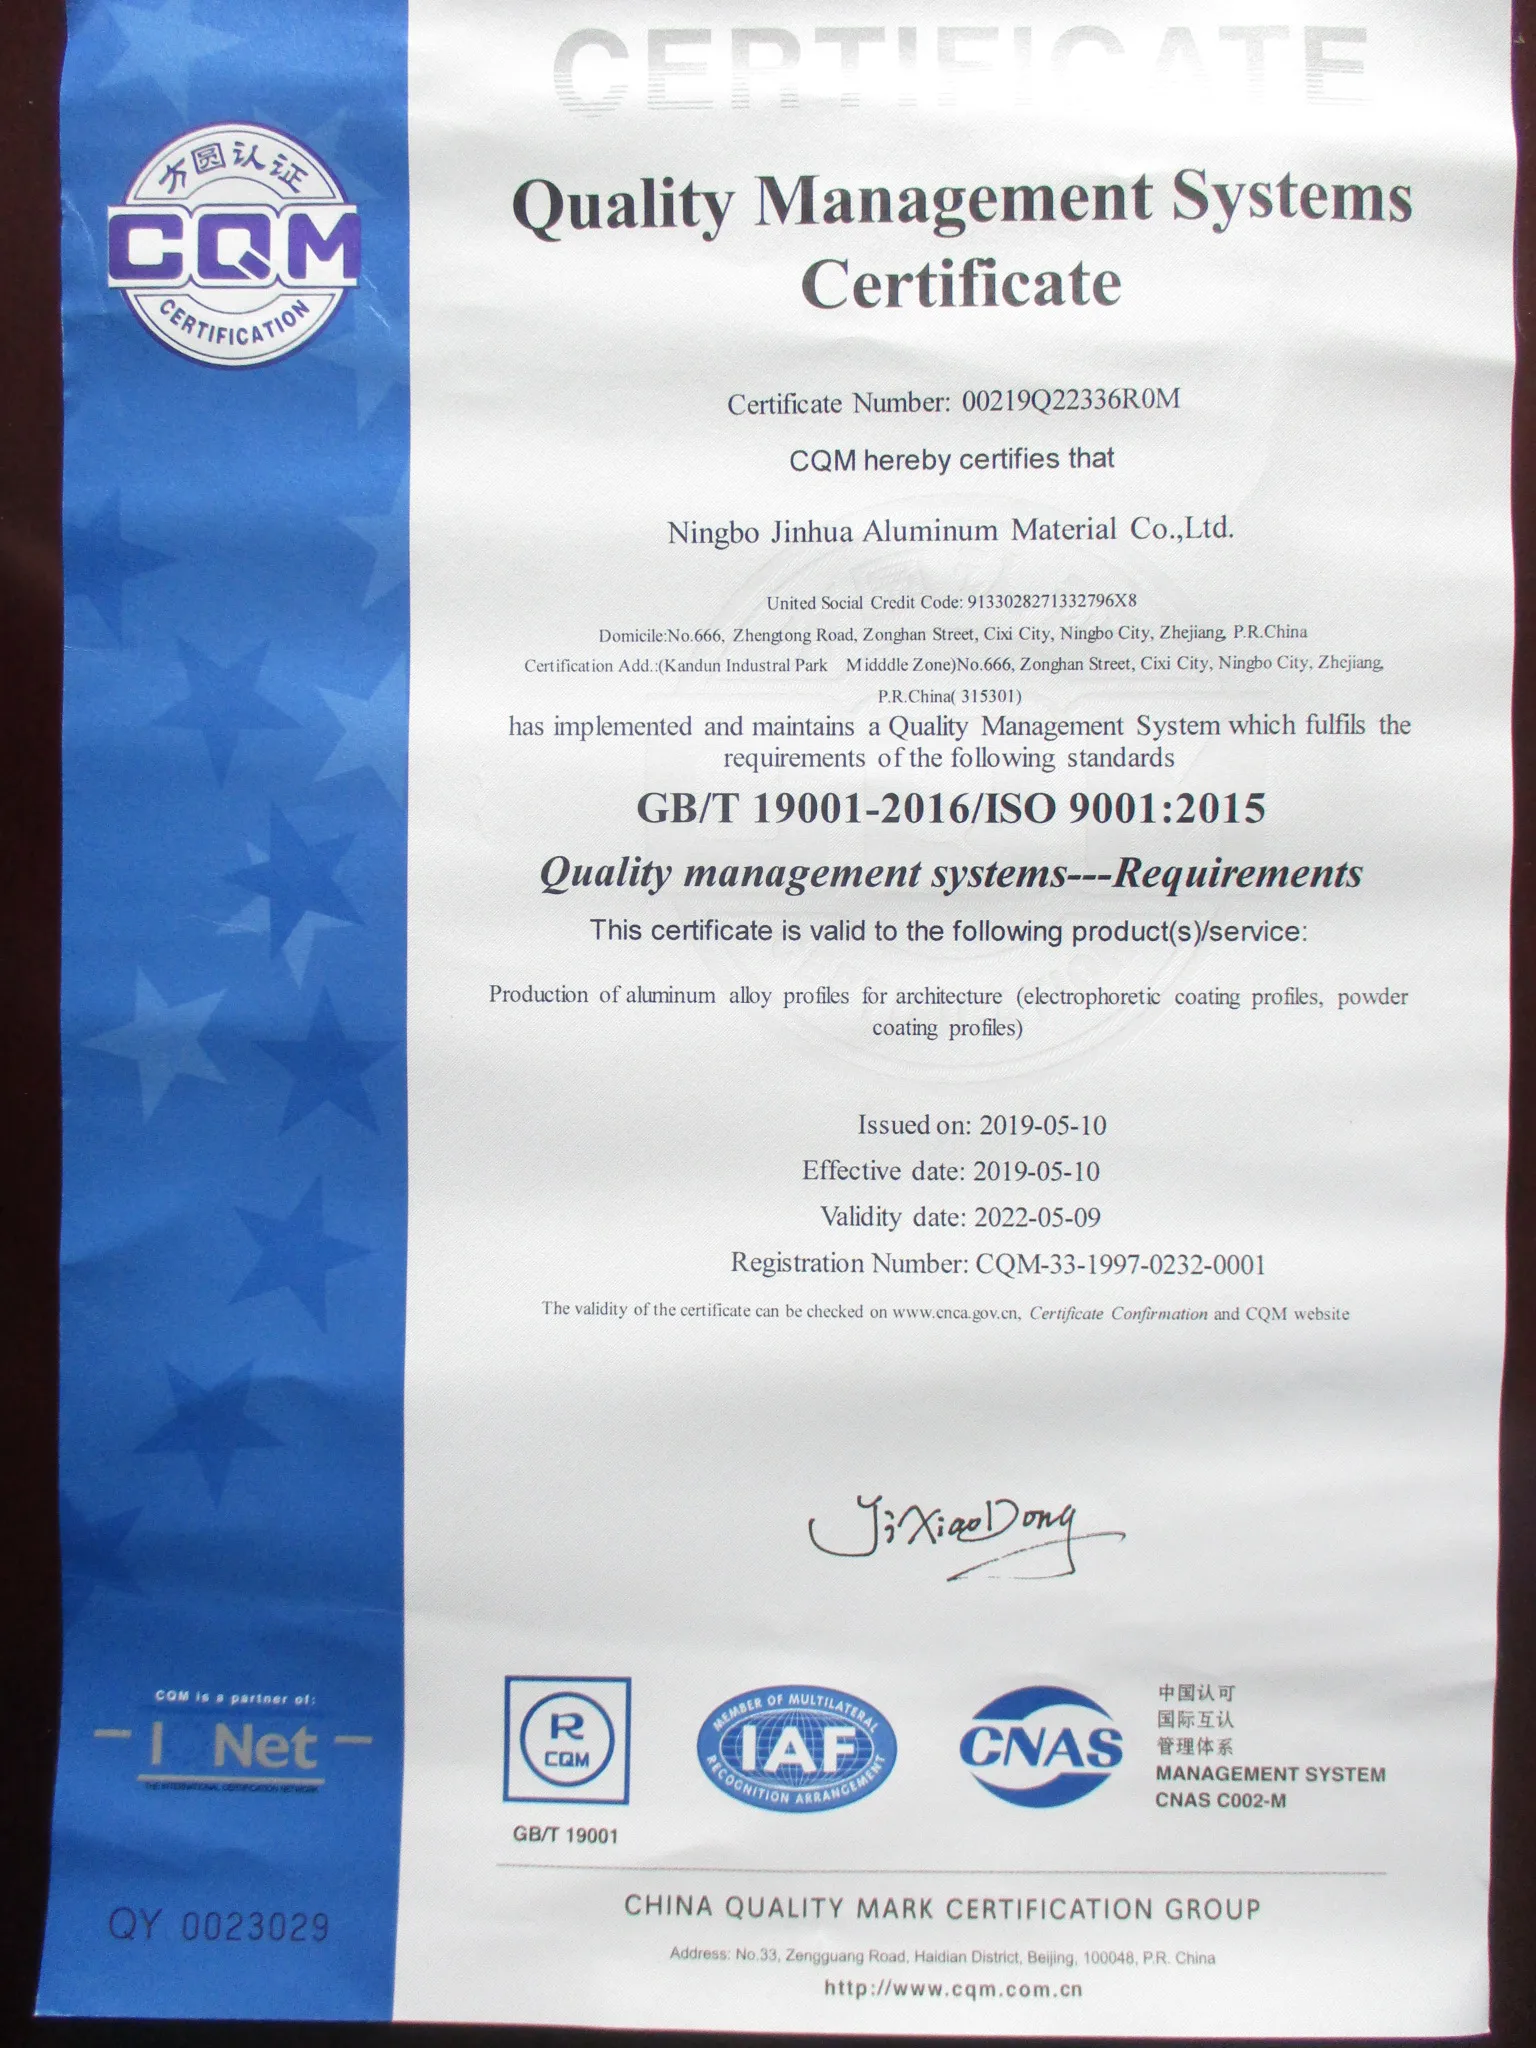 CERTIFICATE
方圆认证
CQM
CERTIFICATION
Quality Management Systems
Certificate
Certificate Number: 00219Q22336R0M
CQM hereby certifies that
Ningbo Jinhua Aluminum Material Co.,Ltd.
United Social Credit Code: 9133028271332796X8
Domicile:No.666, Zhengtong Road, Zonghan Street, Cixi City, Ningbo City, Zhejiang, P.R.China
Certification Add.:(Kandun Industral Park Midddle Zone)No.666, Zonghan Street, Cixi City, Ningbo City, Zhejiang,
P.R.China( 315301)
has implemented and maintains a Quality Management System which fulfils the
requirements of the following standards
GB/T 19001-2016/ISO 9001:2015
Quality management systems---Requirements
This certificate is valid to the following product(s)/service:
Production of aluminum alloy profiles for architecture (electrophoretic coating profiles, powder
coating profiles)
Issued on: 2019-05-10
Effective date: 2019-05-10
Validity date: 2022-05-09
Registration Number: CQM-33-1997-0232-0001
The validity of the certificate can be checked on www.cnca.gov.cn, Certificate Confirmation and CQM website
Ji XiaoDong
CQM is a partner of:
I Net
THE INTERNATIONAL CERTIFICATION NETWORK
QY 0023029
R
CQM
GB/T 19001
MEMBER OF MULTILATERAL
IAF
RECOGNITION ARRANGEMENT
CNAS
中国认可
国际互认
管理体系
MANAGEMENT SYSTEM
CNAS C002-M
CHINA QUALITY MARK CERTIFICATION GROUP
Address: No.33, Zengguang Road, Haidian District, Beijing, 100048, P.R. China
http://www.cqm.com.cn